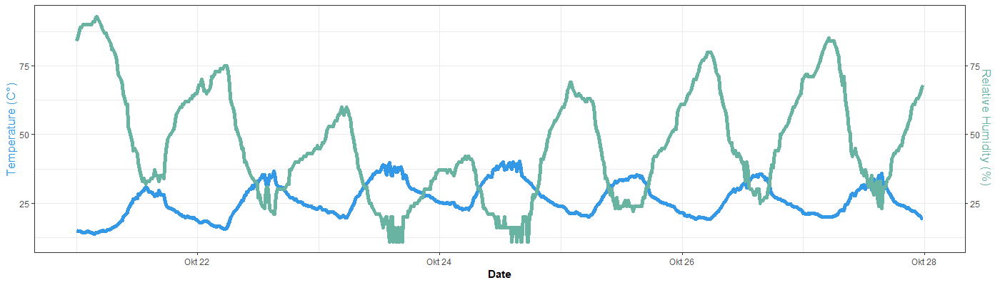 Temperature (C°)
75
50
25
75
50
25
Relative Humidity (%)
Okt 22
Okt 24
Okt 26
Okt 28
Date